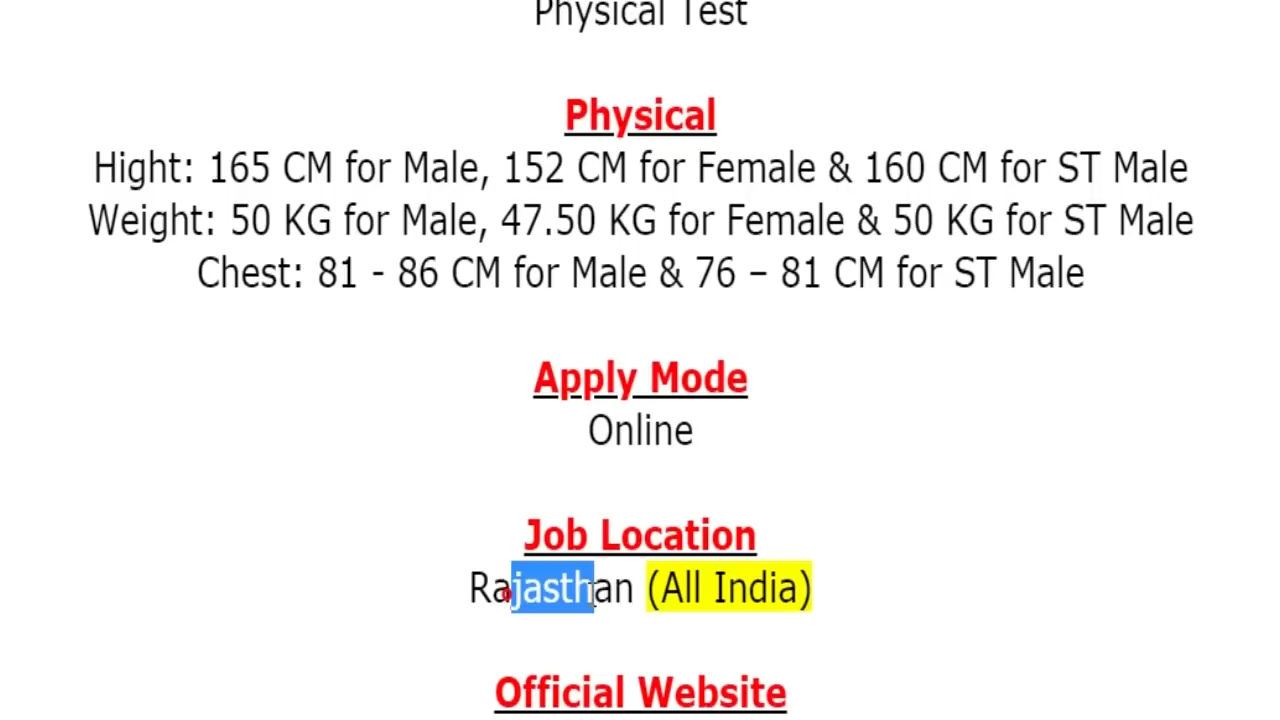 Physical Test
Physical
Hight: 165 CM for Male, 152 CM for Female & 160 CM for ST Male
Weight: 50 KG for Male, 47.50 KG for Female & 50 KG for ST Male
Chest: 81 - 86 CM for Male & 76 – 81 CM for ST Male
Apply Mode
Online
Job Location
Rajasthan (All India)
Official Website